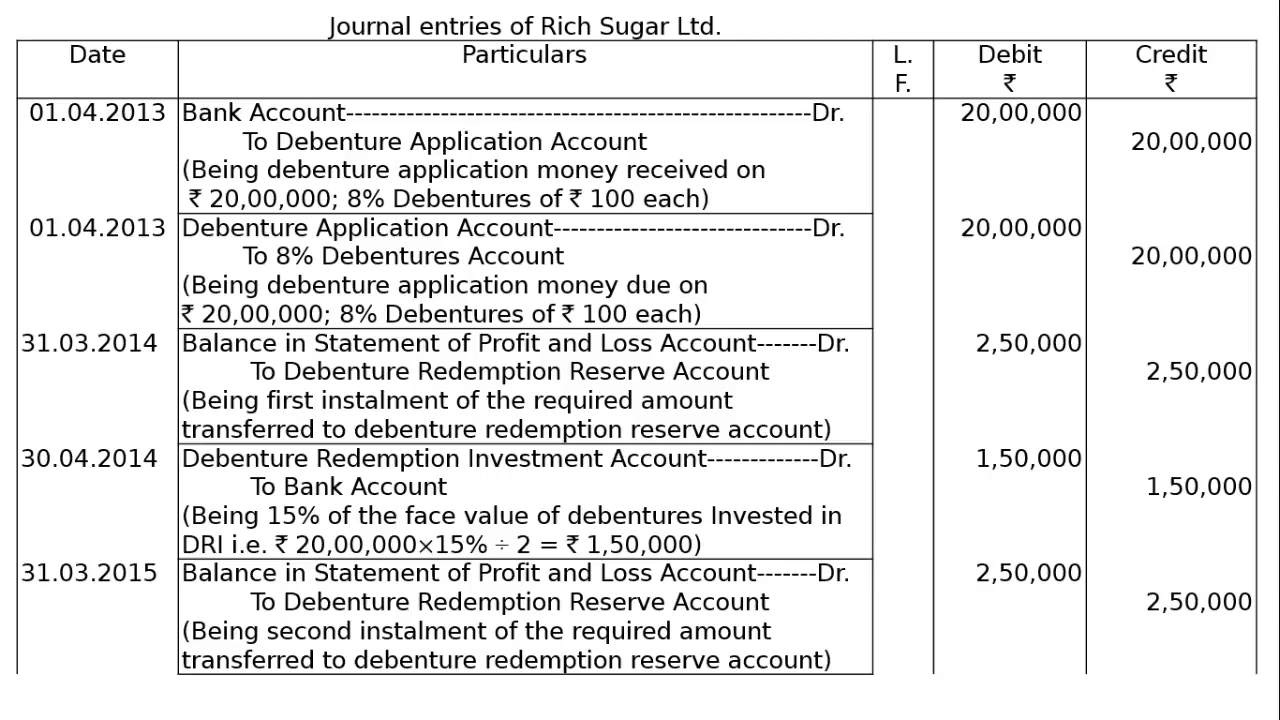 Journal entries of Rich Sugar Ltd.
Date Particulars L. Debit Credit
F. ₹ ₹
01.04.2013 Bank Account------------------------------------------------------Dr. 20,00,000
To Debenture Application Account 20,00,000
(Being debenture application money received on
₹ 20,00,000; 8% Debentures of ₹ 100 each)
01.04.2013 Debenture Application Account------------------------------Dr. 20,00,000
To 8% Debentures Account 20,00,000
(Being debenture application money due on
₹ 20,00,000; 8% Debentures of ₹ 100 each)
31.03.2014 Balance in Statement of Profit and Loss Account-------Dr. 2,50,000
To Debenture Redemption Reserve Account 2,50,000
(Being first instalment of the required amount
transferred to debenture redemption reserve account)
30.04.2014 Debenture Redemption Investment Account-------------Dr. 1,50,000
To Bank Account 1,50,000
(Being 15% of the face value of debentures Invested in
DRI i.e. ₹ 20,00,000×15% ÷ 2 = ₹ 1,50,000)
31.03.2015 Balance in Statement of Profit and Loss Account-------Dr. 2,50,000
To Debenture Redemption Reserve Account 2,50,000
(Being second instalment of the required amount
transferred to debenture redemption reserve account)